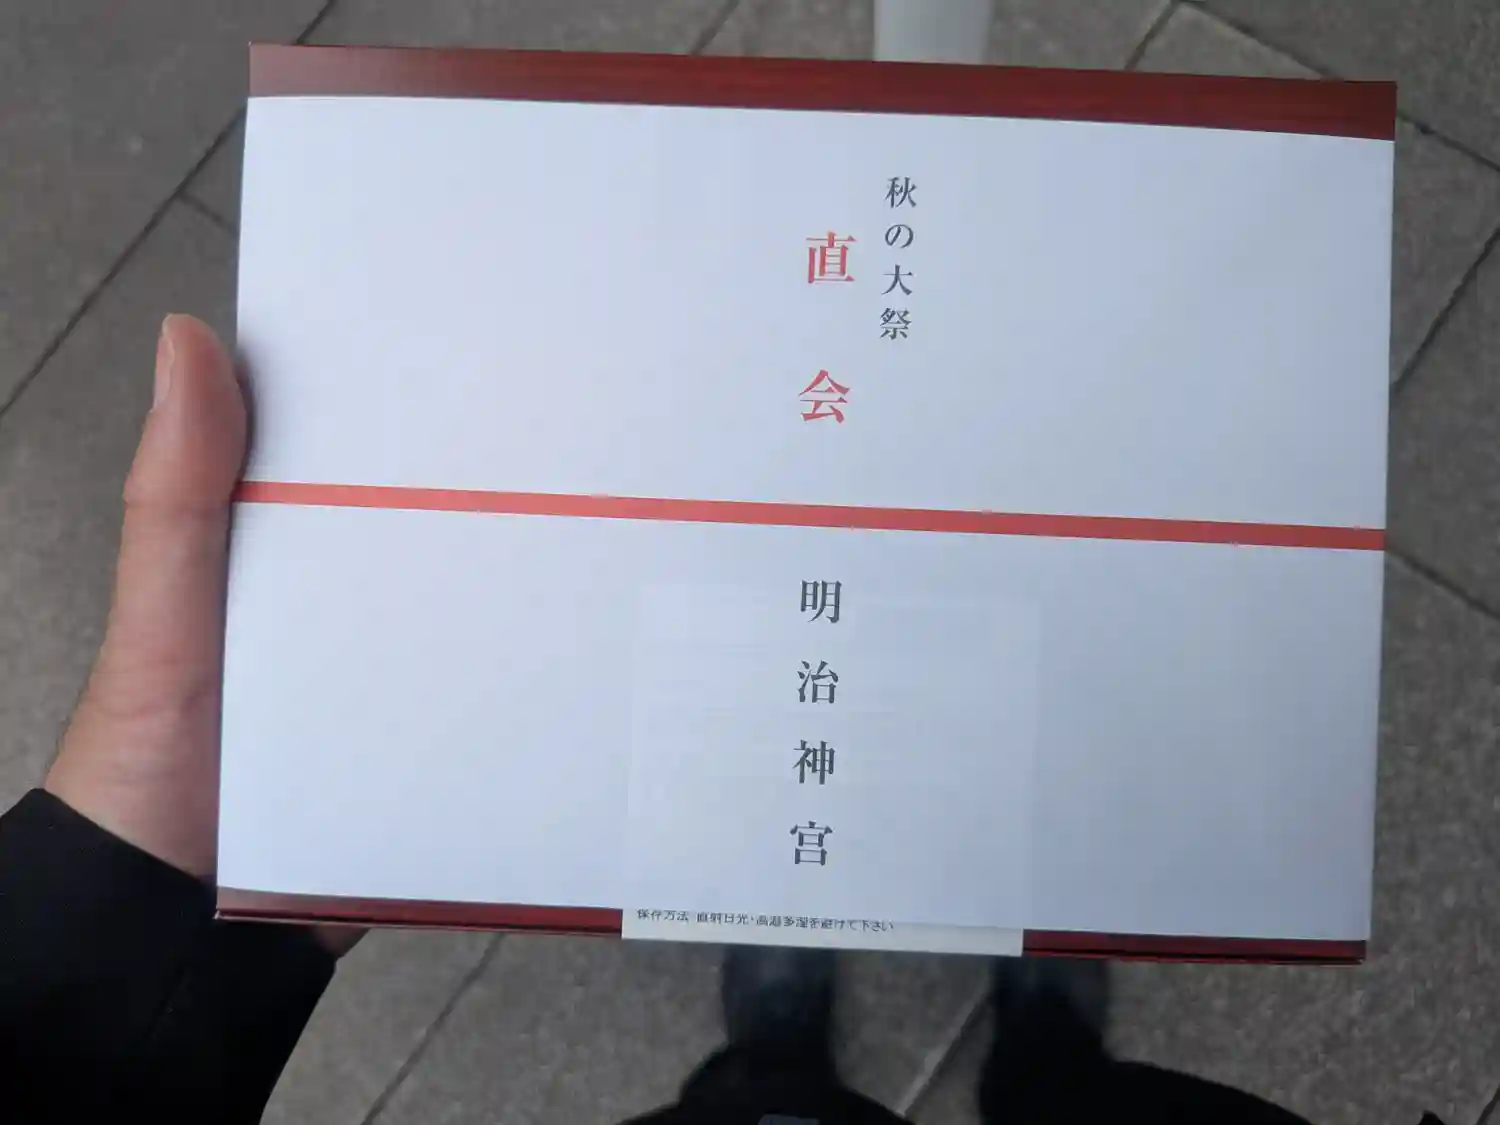 秋の大祭
直会
明治神宮
保存方法 直射日光・高温多湿を避けて下さい